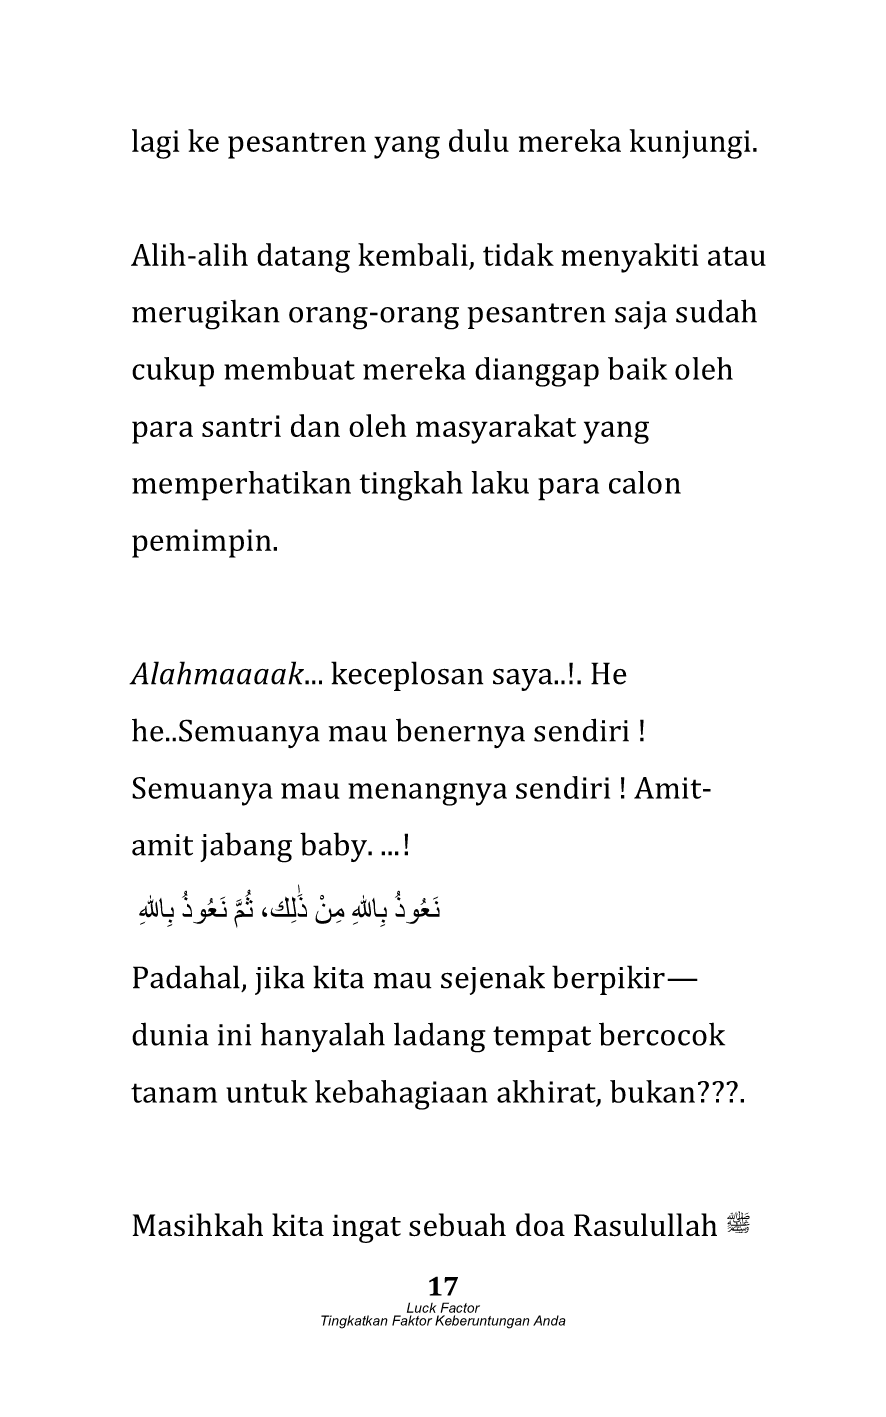 lagi ke pesantren yang dulu mereka kunjungi.
Alih-alih datang kembali, tidak menyakiti atau
merugikan orang-orang pesantren saja sudah
cukup membuat mereka dianggap baik oleh
para santri dan oleh masyarakat yang
memperhatikan tingkah laku para calon
pemimpin.
Alahmaaaak... keceplosan saya..!. He
he..Semuanya mau benernya sendiri !
Semuanya mau menangnya sendiri ! Amit-
amit jabang baby. ...!
نَعُوذُ بِاللهِ مِنْ ذَٰلِك، ثُمَّ نَعُوذُ بِاللهِ
Padahal, jika kita mau sejenak berpikir—
dunia ini hanyalah ladang tempat bercocok
tanam untuk kebahagiaan akhirat, bukan???.
Masihkah kita ingat sebuah doa Rasulullah ﷺ
17
Luck Factor
Tingkatkan Faktor Keberuntungan Anda